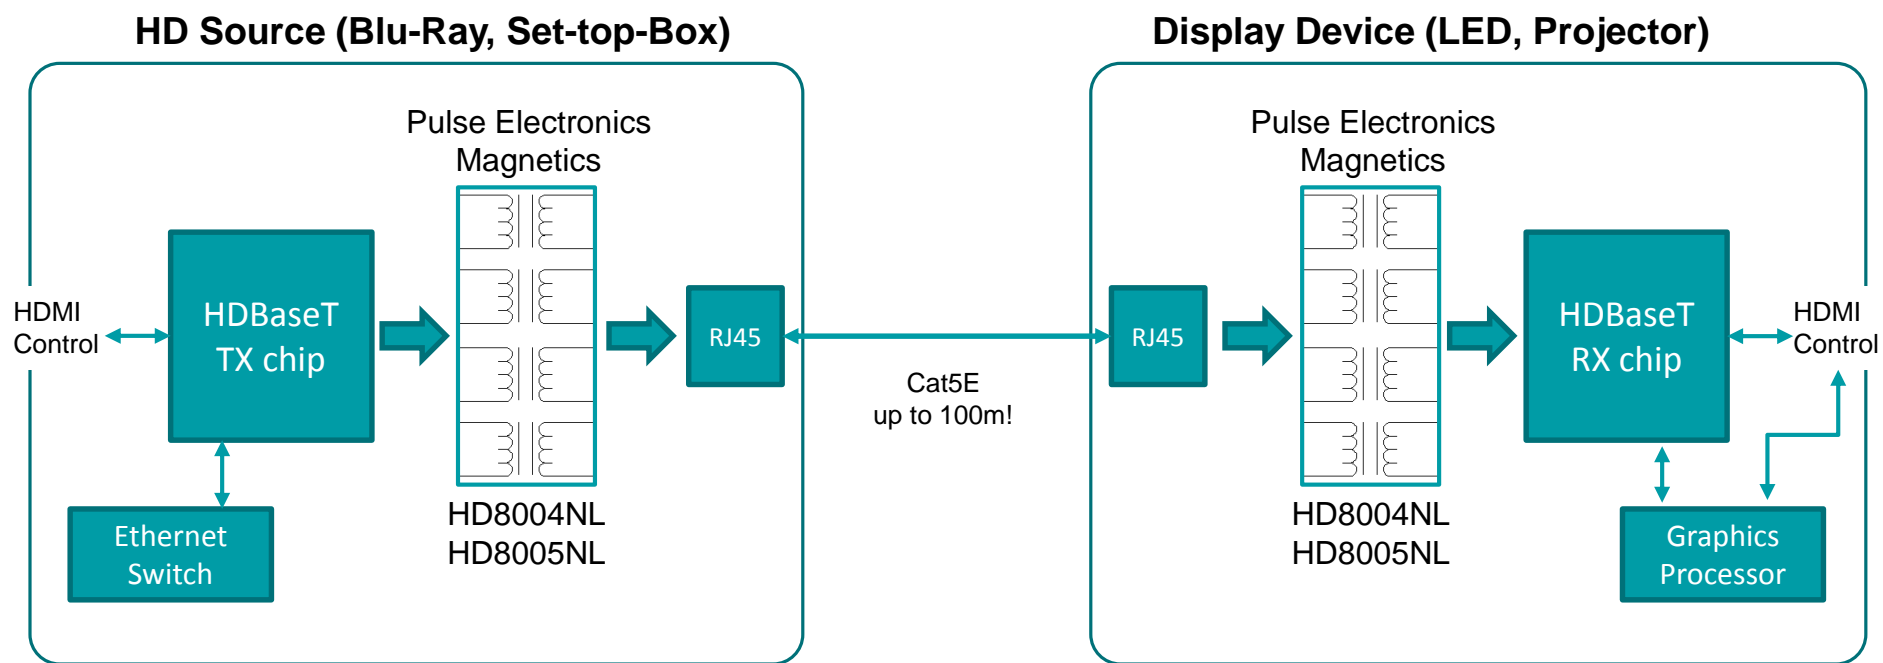 HD Source (Blu-Ray, Set-top-Box)
Display Device (LED, Projector)
Pulse Electronics
Magnetics
HDMI
Control
HDBaseT
TX chip
RJ45
Ethernet
Switch
HD8004NL
HD8005NL
Cat5E
up to 100m!
Pulse Electronics
Magnetics
RJ45
HDBaseT
RX chip
HDMI
Control
HD8004NL
HD8005NL
Graphics
Processor